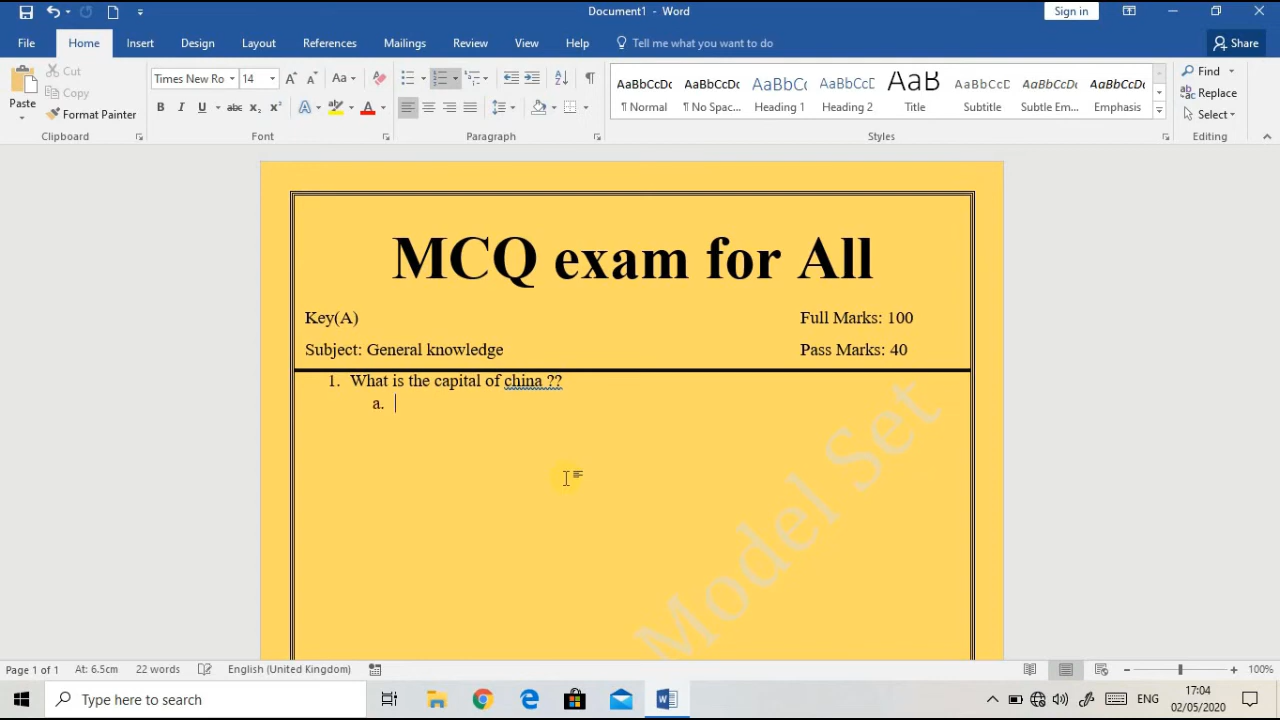 Document1 - Word
Sign in
File Home Insert Design Layout References Mailings Review View Help Tell me what you want to do Share
Paste
Cut
Copy
Format Painter
Clipboard
Times New Ro 14
Aa
B I U abc x₂ x²
A A
Font
Paragraph
AaBbCcDc AaBbCcDc AaBbCc AaBbCcD AaB AaBbCcDc AaBbCcDc AaBbCcDc
¶ Normal ¶ No Spac... Heading 1 Heading 2 Title Subtitle Subtle Em... Emphasis
Styles
Find
Replace
Select
Editing
MCQ exam for All
Key(A) Full Marks: 100
Subject: General knowledge Pass Marks: 40
1. What is the capital of china ??
a.
Model Set
Page 1 of 1 At: 6.5cm 22 words English (United Kingdom) 100%
Type here to search
ENG
17:04
02/05/2020